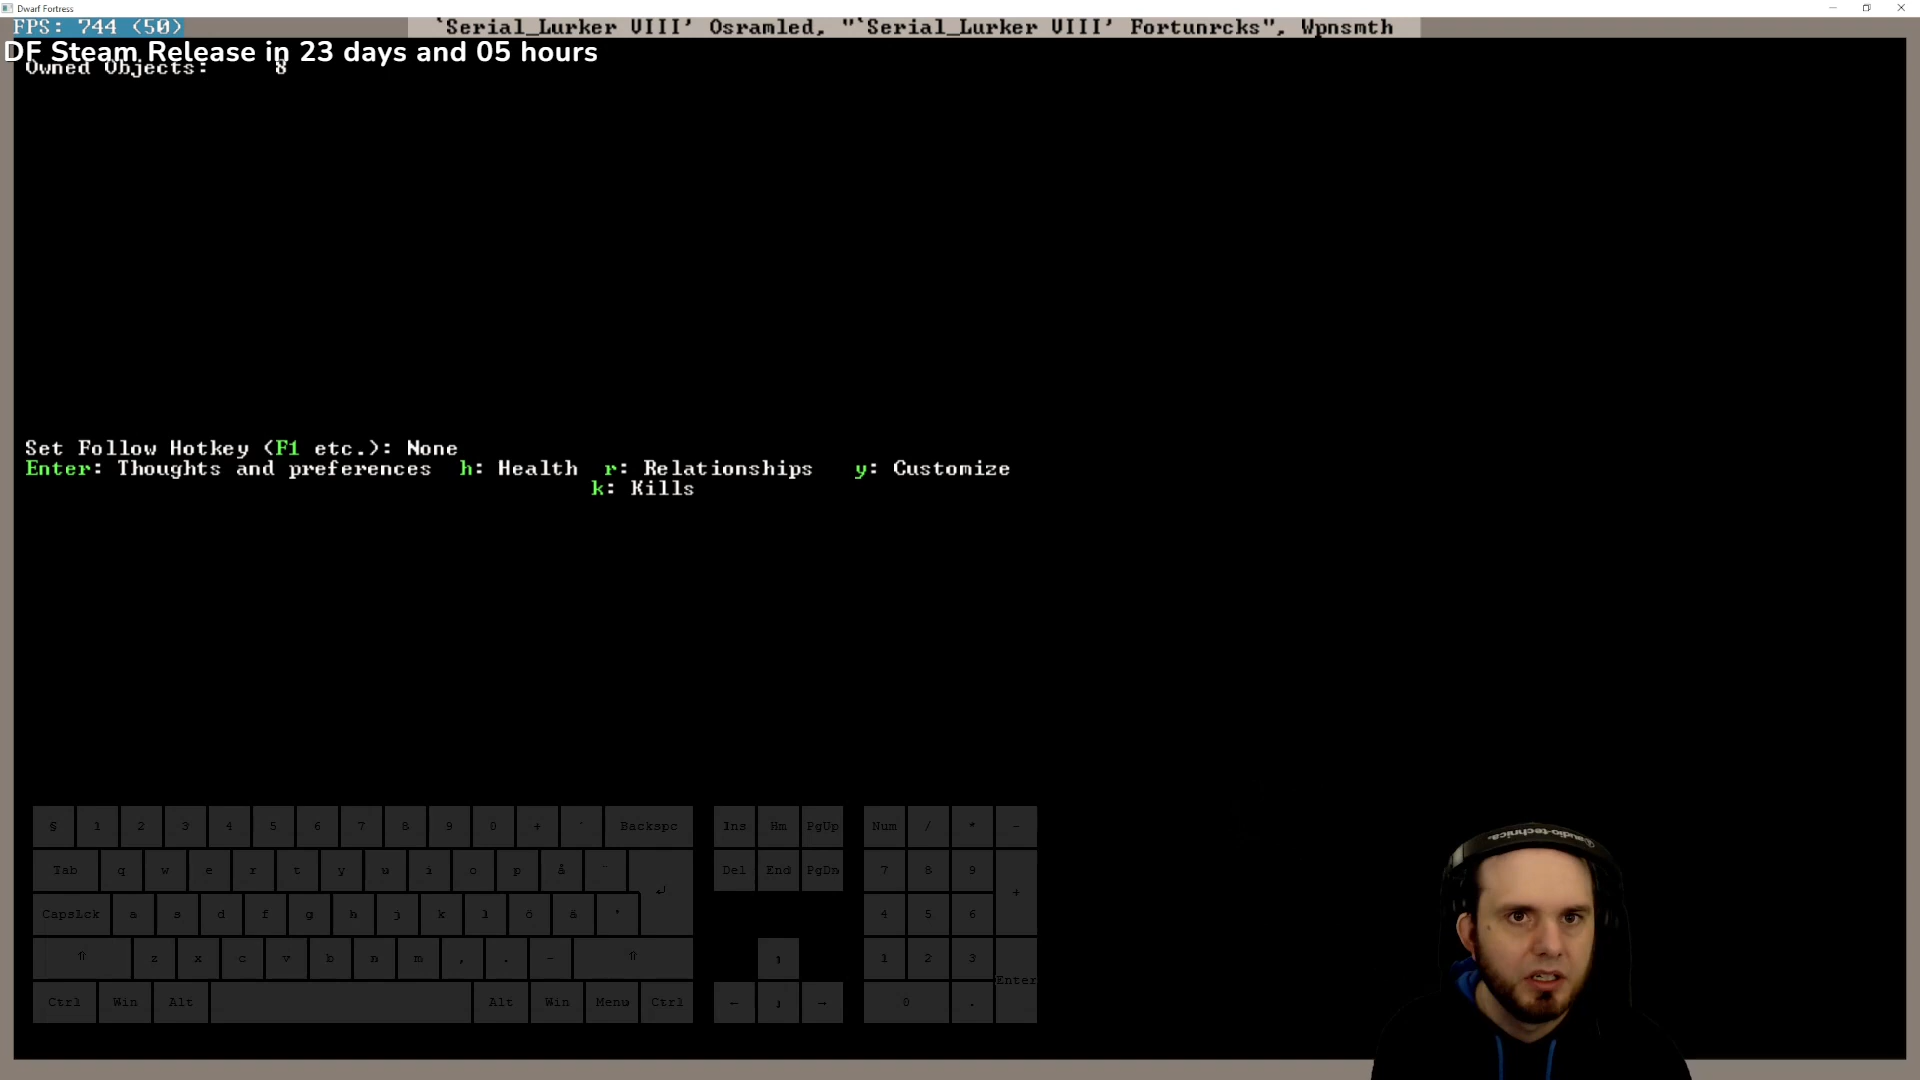 Dwarf Fortress
FPS: 744 (50)
`Serial_Lurker VIII' Osramled, "`Serial_Lurker VIII' Fortunrcks", Wpnsmth
DF Steam Release in 23 days and 05 hours
Owned Objects: 8
Set Follow Hotkey (F1 etc.): None
Enter: Thoughts and preferences h: Health r: Relationships y: Customize
k: Kills
§ 1 2 3 4 5 6 7 8 9 0 + ´ Backspc Ins Hm PgUp Num / * -
Tab q w e r t y u i o p å ¨ Del End PgDn 7 8 9 +
CapsLck a s d f g h j k l ö ä ' 4 5 6
⇧ z x c v b n m , . - ⇧ ↑ 1 2 3 Enter
Ctrl Win Alt Alt Win Menu Ctrl ← ↓ → 0 .
audio-technica